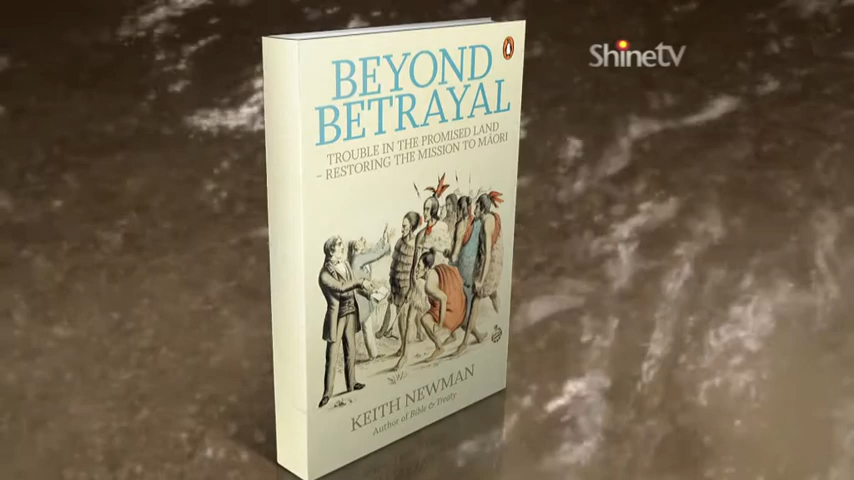 ShineTV
BEYOND
BETRAYAL
TROUBLE IN THE PROMISED LAND
– RESTORING THE MISSION TO MĀORI
KEITH NEWMAN
Author of Bible & Treaty